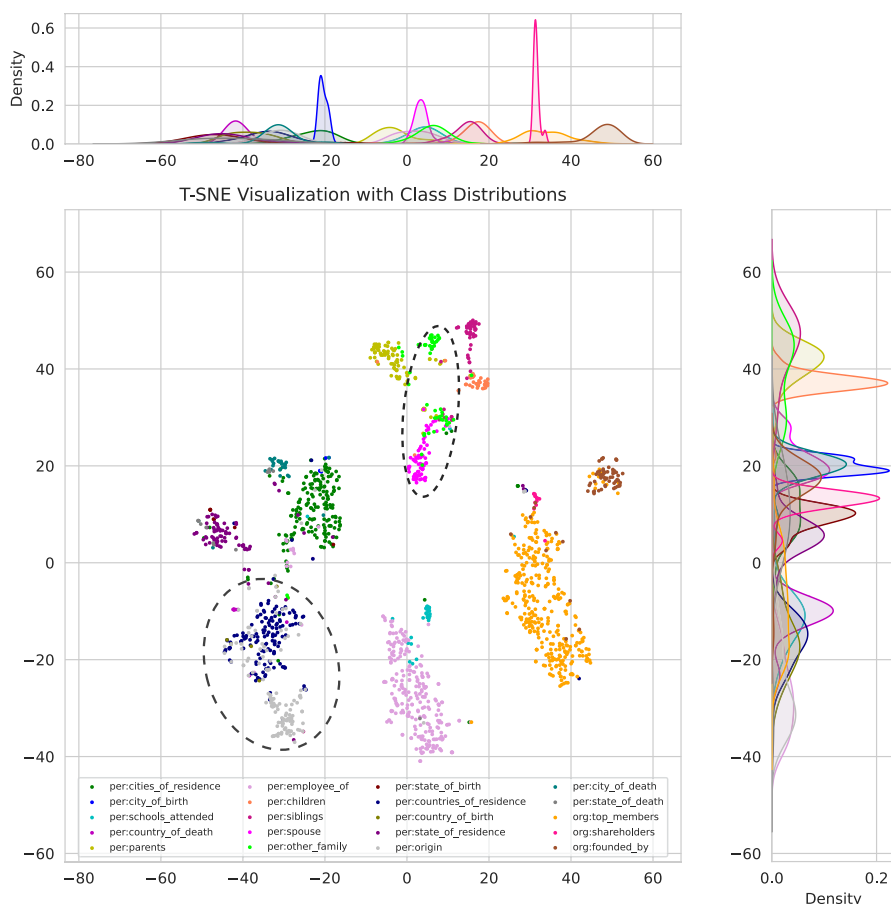 0.6
0.4
0.2
0.0
Density
−80 −60 −40 −20 0 20 40 60
T-SNE Visualization with Class Distributions
60
40
20
0
−20
−40
−60
−80 −60 −40 −20 0 20 40 60
per:cities_of_residence per:employee_of per:state_of_birth per:city_of_death
per:city_of_birth per:children per:countries_of_residence per:state_of_death
per:schools_attended per:siblings per:country_of_birth org:top_members
per:country_of_death per:spouse per:state_of_residence org:shareholders
per:parents per:other_family per:origin org:founded_by
60
40
20
0
−20
−40
−60
0.0 0.2
Density